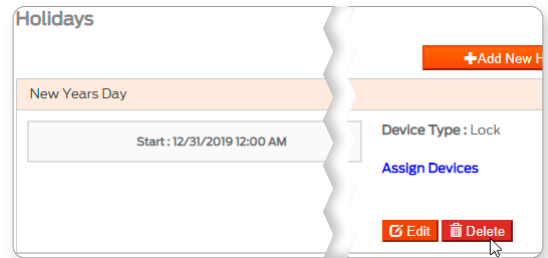 Holidays
+Add New H
New Years Day
Start : 12/31/2019 12:00 AM
Device Type : Lock
Assign Devices
Edit
Delete